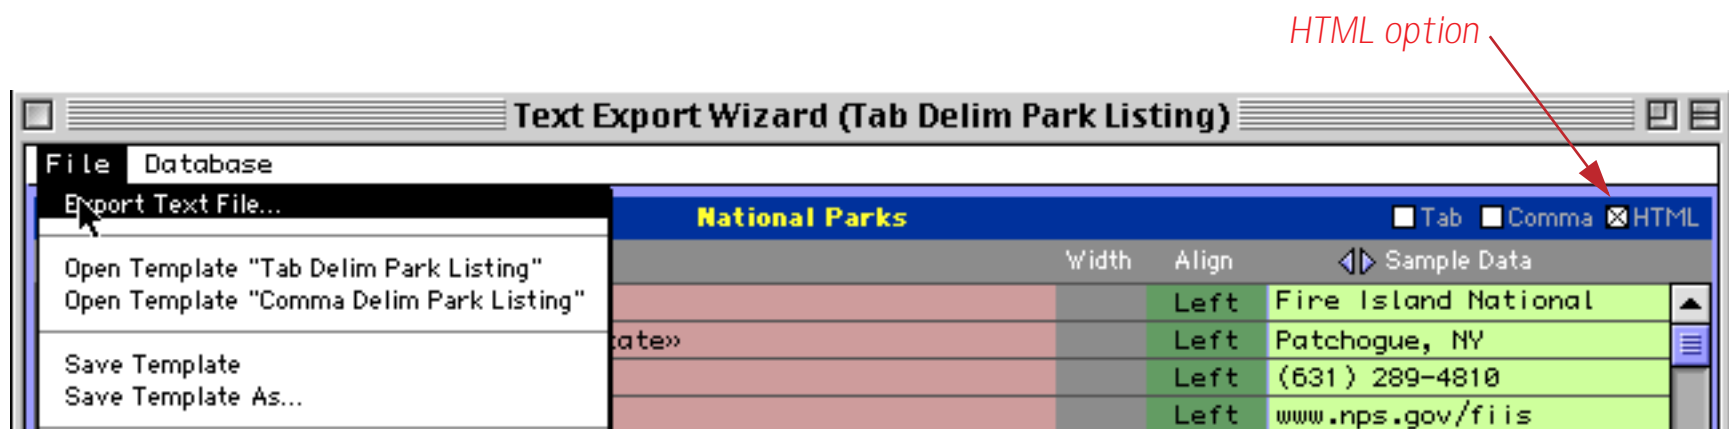 HTML option
Text Export Wizard (Tab Delim Park Listing)
File Database
Export Text File...
National Parks Tab Comma HTML
Width Align Sample Data
Open Template "Tab Delim Park Listing"
Open Template "Comma Delim Park Listing"
Left Fire Island National
ate» Left Patchogue, NY
Save Template
Left (631) 289-4810
Save Template As...
Left www.nps.gov/fiis